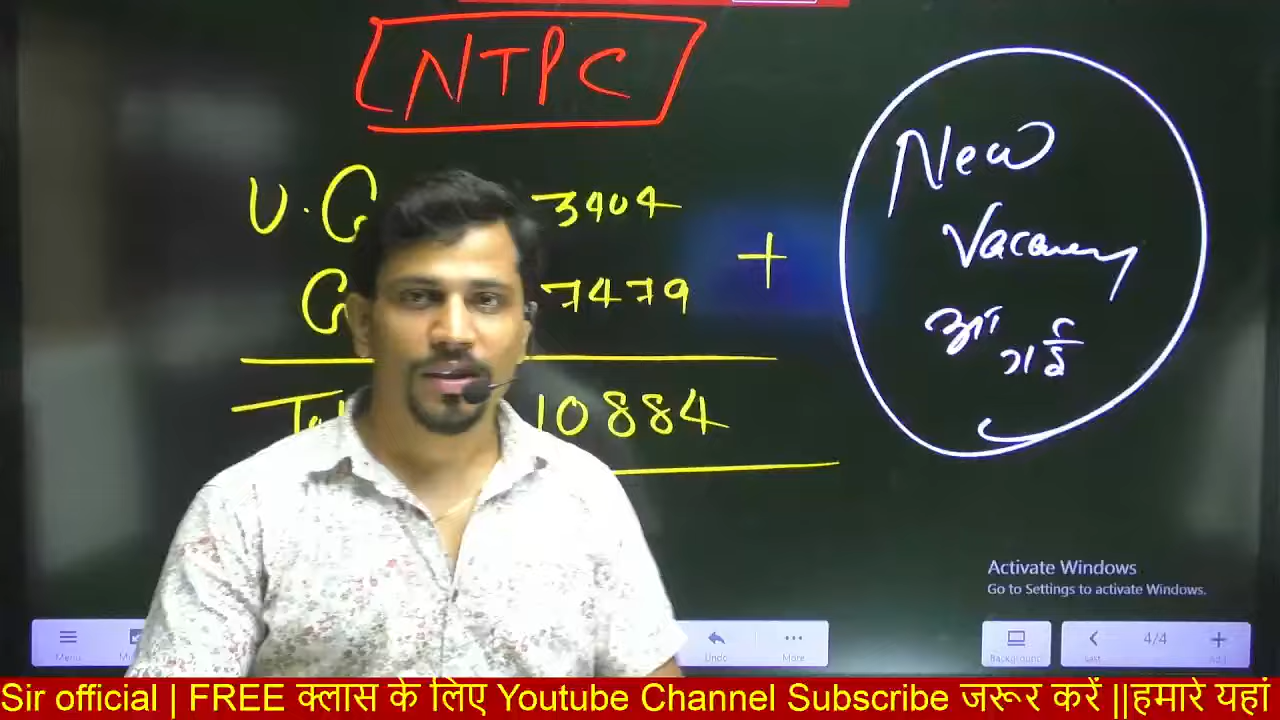 NTPC
U.G 3404
G 7479
+
10884
New
Vacancy
आ गई
Activate Windows
Go to Settings to activate Windows.
Menu
Undo
More
Background
Last
4/4
Sir official | FREE क्लास के लिए Youtube Channel Subscribe जरूर करें ||हमारे यहां